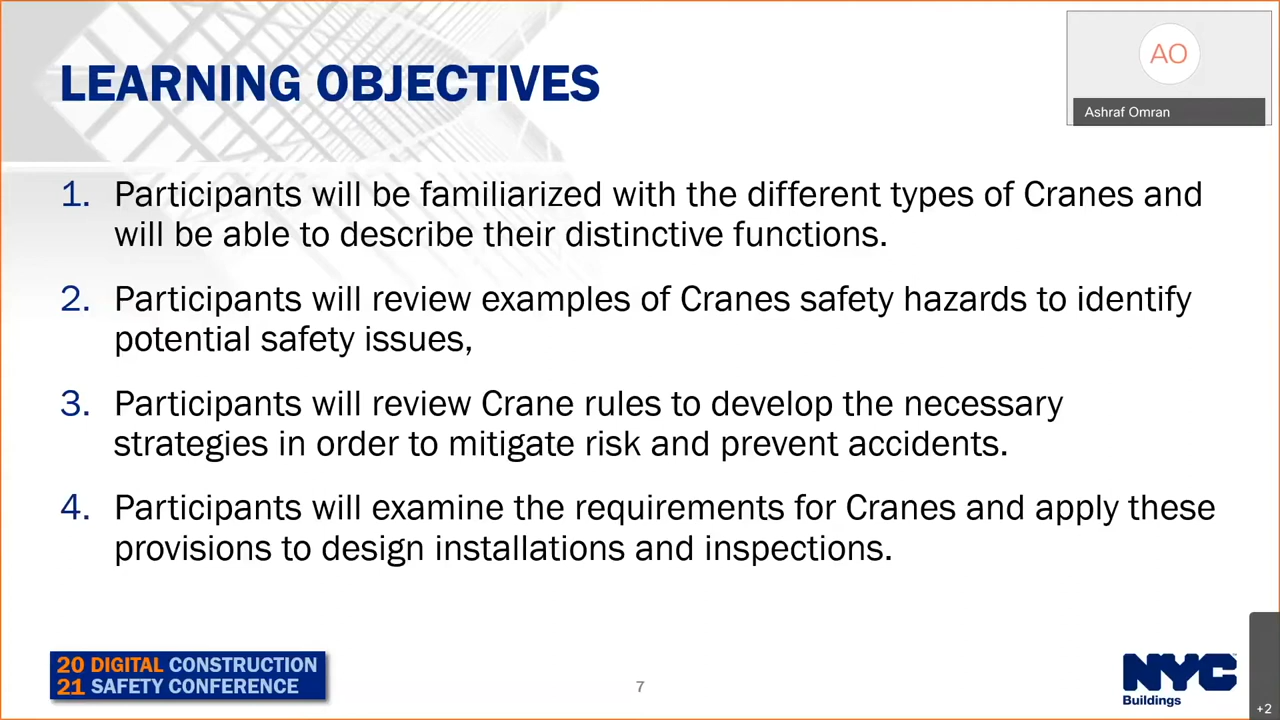 LEARNING OBJECTIVES
AO
Ashraf Omran
1. Participants will be familiarized with the different types of Cranes and
will be able to describe their distinctive functions.
2. Participants will review examples of Cranes safety hazards to identify
potential safety issues,
3. Participants will review Crane rules to develop the necessary
strategies in order to mitigate risk and prevent accidents.
4. Participants will examine the requirements for Cranes and apply these
provisions to design installations and inspections.
20 DIGITAL CONSTRUCTION
21 SAFETY CONFERENCE
7
NYC
Buildings
+2